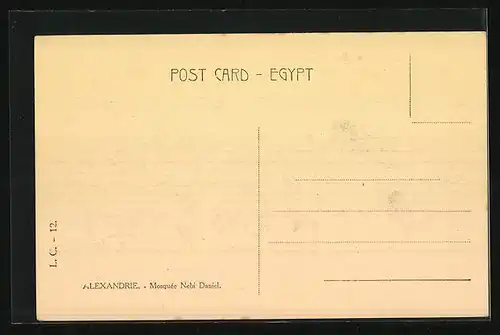 POST CARD - EGYPT
L. C. - 12.
ALEXANDRIE. - Mosquée Nebi Daniel.